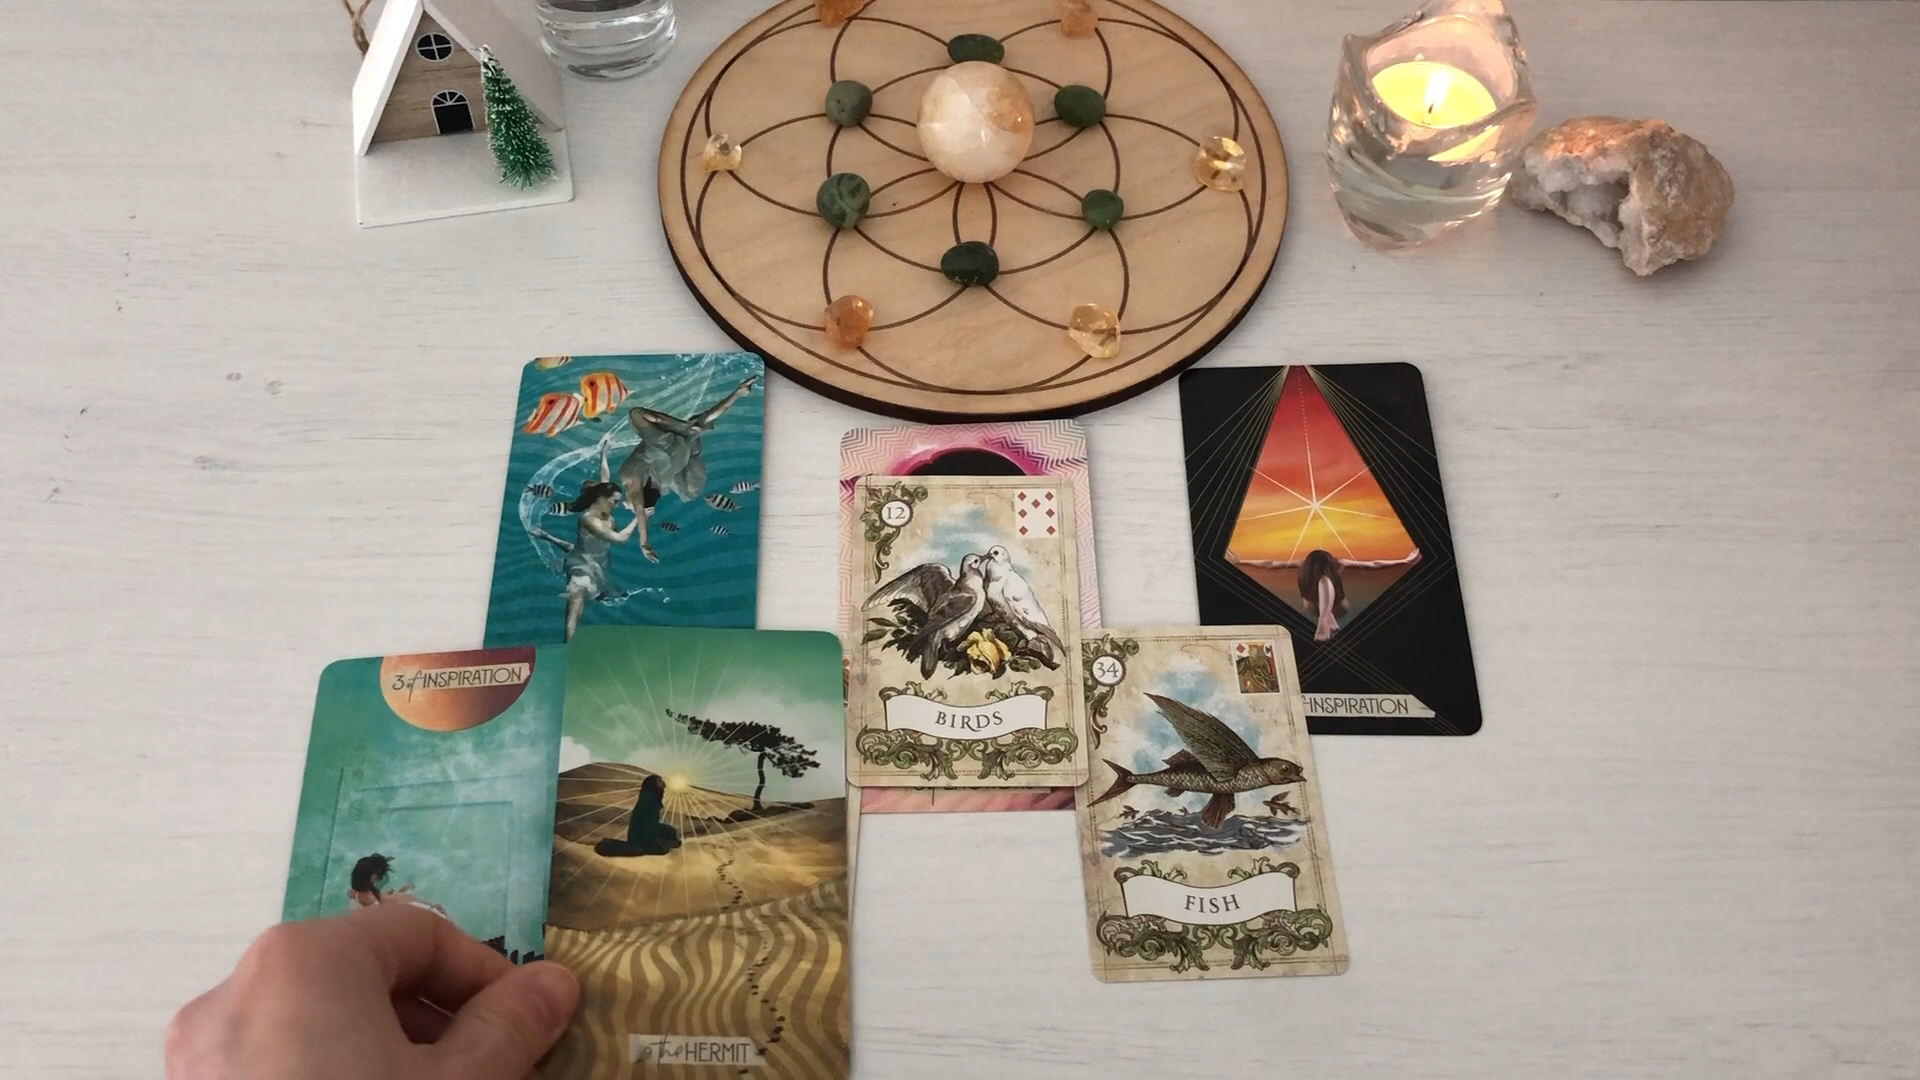 12
BIRDS
34
FISH
INSPIRATION
3 of INSPIRATION
the HERMIT